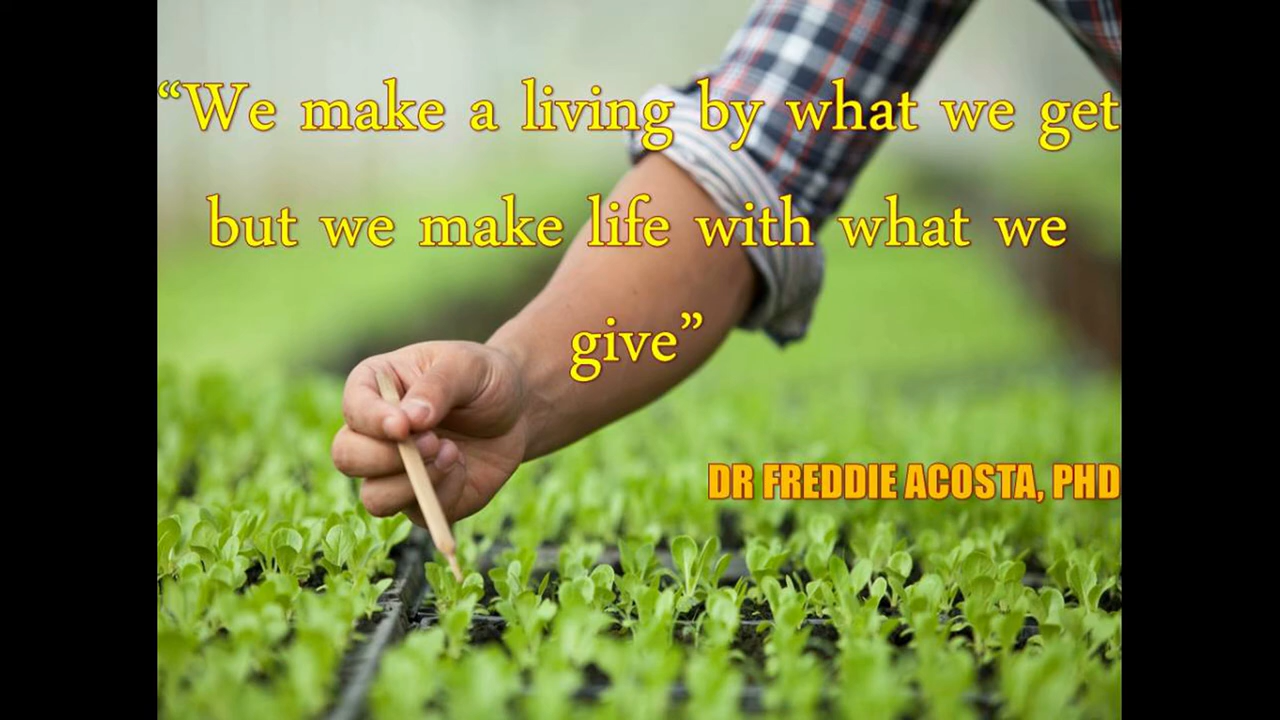 “We make a living by what we get
but we make life with what we
give”
DR FREDDIE ACOSTA, PHD